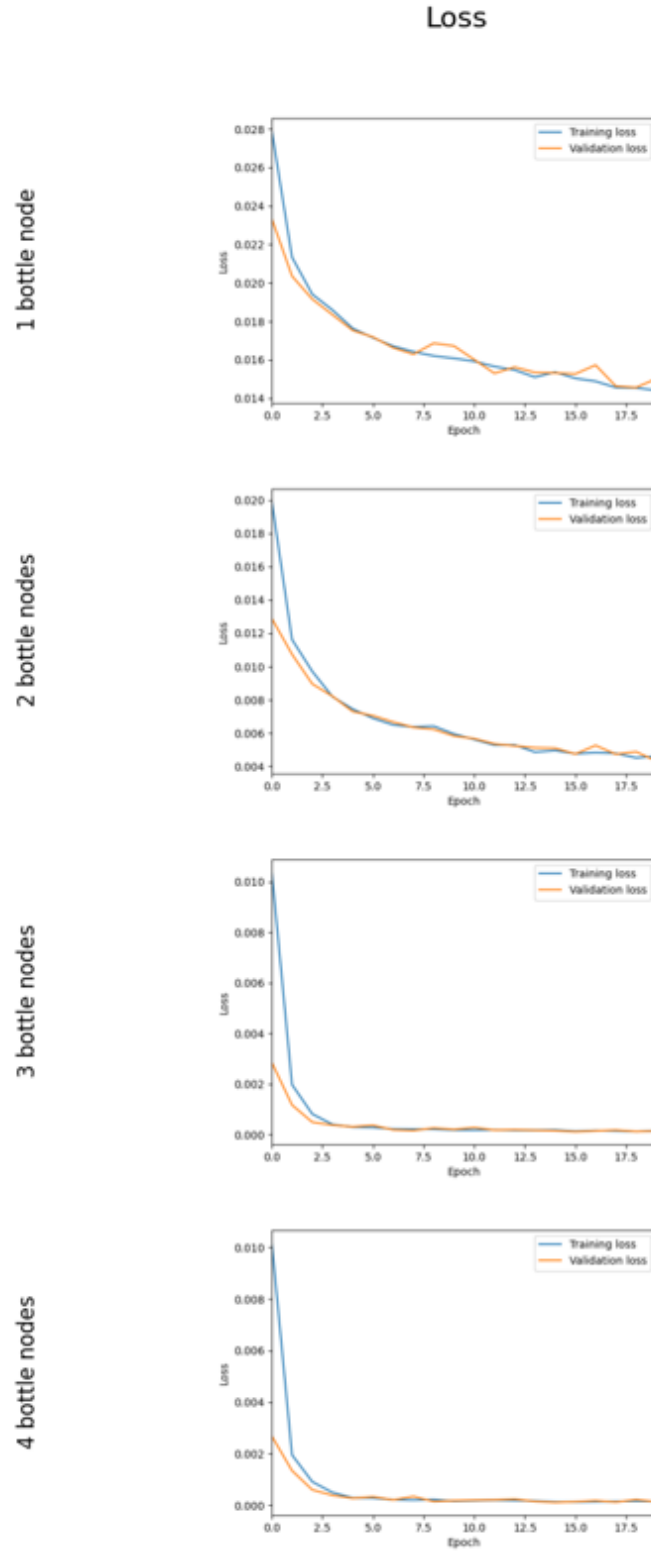 Loss
1 bottle node
0.028
0.026
0.024
0.022
0.020
0.018
0.016
0.014
Loss
Training loss
Validation loss
0.0 2.5 5.0 7.5 10.0 12.5 15.0 17.5
Epoch
2 bottle nodes
0.020
0.018
0.016
0.014
0.012
0.010
0.008
0.006
0.004
Loss
Training loss
Validation loss
0.0 2.5 5.0 7.5 10.0 12.5 15.0 17.5
Epoch
3 bottle nodes
0.010
0.008
0.006
0.004
0.002
0.000
Loss
Training loss
Validation loss
0.0 2.5 5.0 7.5 10.0 12.5 15.0 17.5
Epoch
4 bottle nodes
0.010
0.008
0.006
0.004
0.002
0.000
Loss
Training loss
Validation loss
0.0 2.5 5.0 7.5 10.0 12.5 15.0 17.5
Epoch